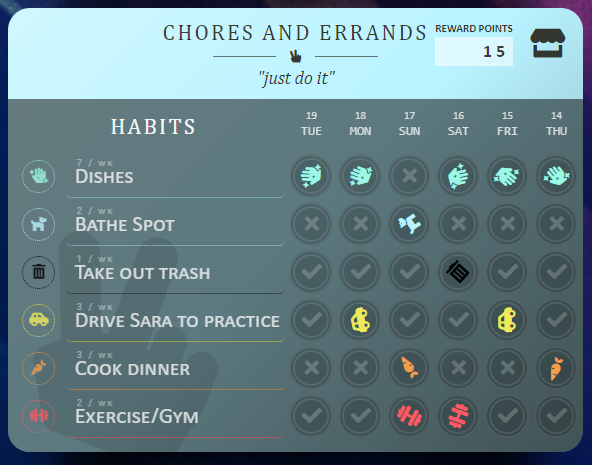 CHORES AND ERRANDS
REWARD POINTS
15
"just do it"
HABITS
19 18 17 16 15 14
TUE MON SUN SAT FRI THU
7 / WK
DISHES
2 / WK
BATHE SPOT
1 / WK
TAKE OUT TRASH
3 / WK
DRIVE SARA TO PRACTICE
3 / WK
COOK DINNER
2 / WK
EXERCISE/GYM